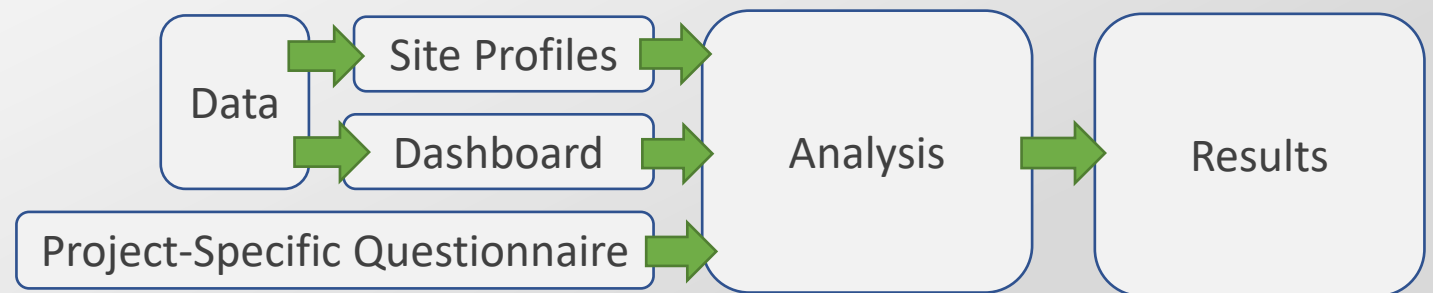 Data
Site Profiles
Dashboard
Project-Specific Questionnaire
Analysis
Results